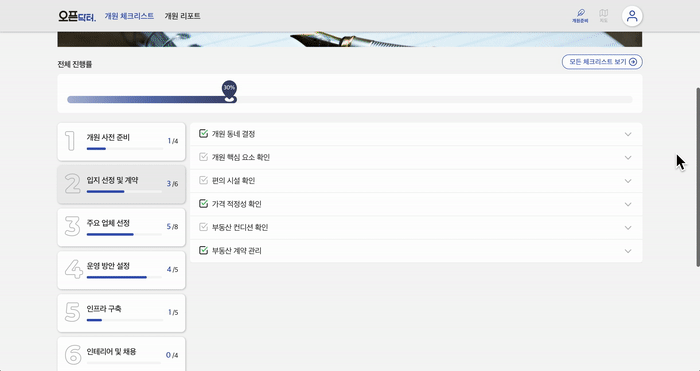 오픈닥터.
개원 체크리스트
개원 리포트
개원준비
전체 진행률
모든 체크리스트 보기
30%
1
개원 사전 준비
1/4
2
입지 선정 및 계약
3/6
3
주요 업체 선정
5/8
4
운영 방안 설정
4/5
5
인프라 구축
1/5
6
인테리어 및 채용
0/4
개원 동네 결정
개원 핵심 요소 확인
편의 시설 확인
가격 적정성 확인
부동산 컨디션 확인
부동산 계약 관리